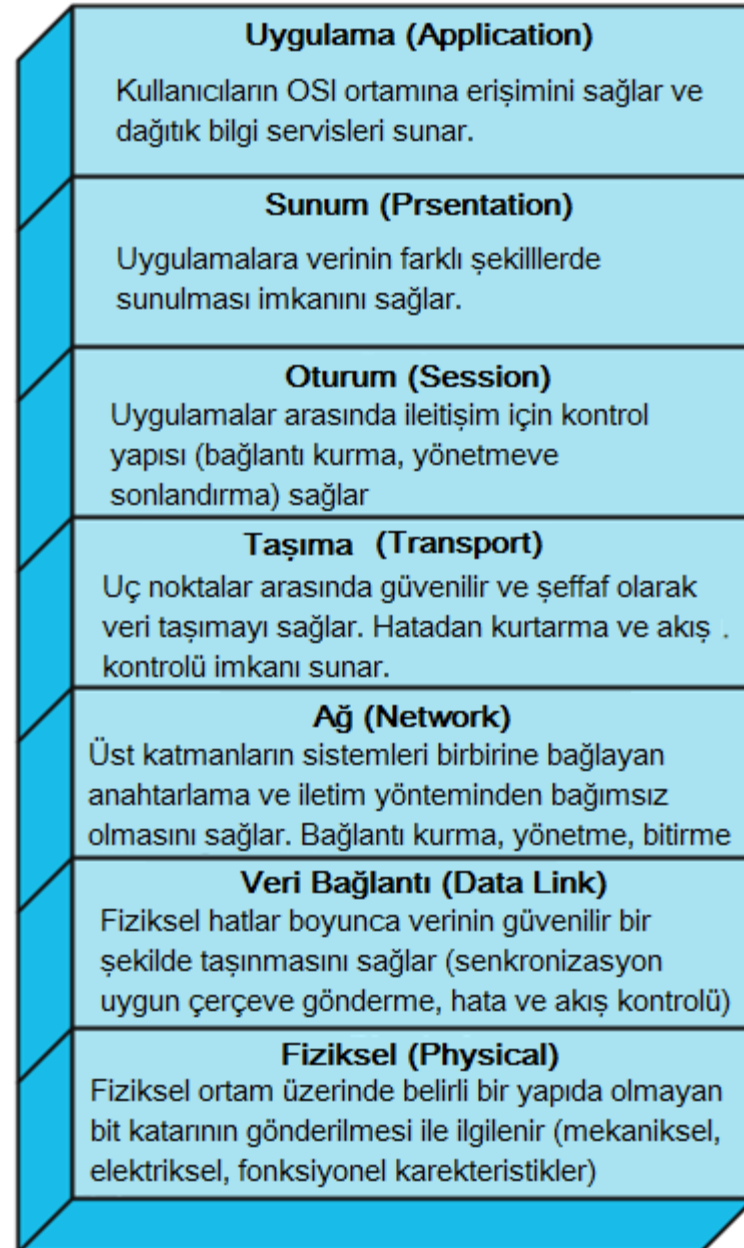 Uygulama (Application)
Kullanıcıların OSI ortamına erişimini sağlar ve
dağıtık bilgi servisleri sunar.
Sunum (Prsentation)
Uygulamalara verinin farklı şekilllerde
sunulması imkanını sağlar.
Oturum (Session)
Uygulamalar arasında ileitişim için kontrol
yapısı (bağlantı kurma, yönetmeve
sonlandırma) sağlar
Taşıma (Transport)
Uç noktalar arasında güvenilir ve şeffaf olarak
veri taşımayı sağlar. Hatadan kurtarma ve akış .
kontrolü imkanı sunar.
Ağ (Network)
Üst katmanların sistemleri birbirine bağlayan
anahtarlama ve iletim yönteminden bağımsız
olmasını sağlar. Bağlantı kurma, yönetme, bitirme
Veri Bağlantı (Data Link)
Fiziksel hatlar boyunca verinin güvenilir bir
şekilde taşınmasını sağlar (senkronizasyon
uygun çerçeve gönderme, hata ve akış kontrolü)
Fiziksel (Physical)
Fiziksel ortam üzerinde belirli bir yapıda olmayan
bit katarının gönderilmesi ile ilgilenir (mekaniksel,
elektriksel, fonksiyonel karekteristikler)